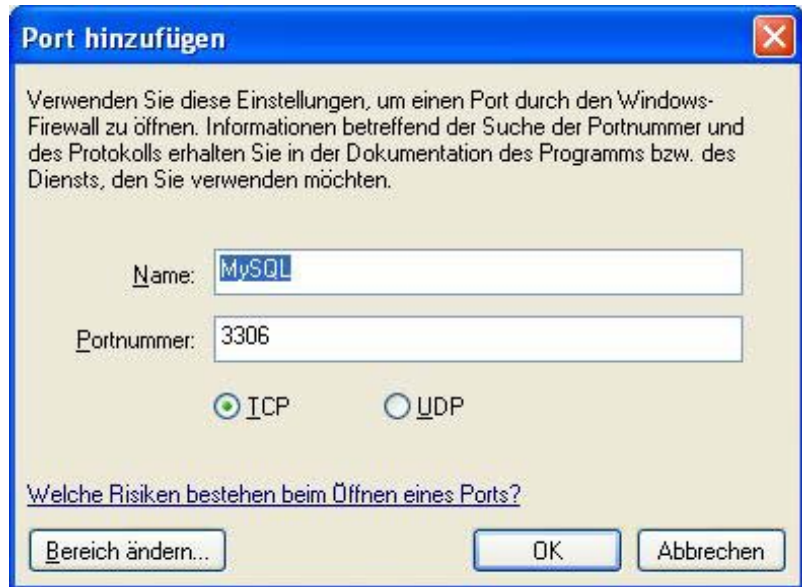 Port hinzufügen
Verwenden Sie diese Einstellungen, um einen Port durch den Windows-
Firewall zu öffnen. Informationen betreffend der Suche der Portnummer und
des Protokolls erhalten Sie in der Dokumentation des Programms bzw. des
Diensts, den Sie verwenden möchten.
Name: MySQL
Portnummer: 3306
TCP UDP
Welche Risiken bestehen beim Öffnen eines Ports?
Bereich ändern... OK Abbrechen